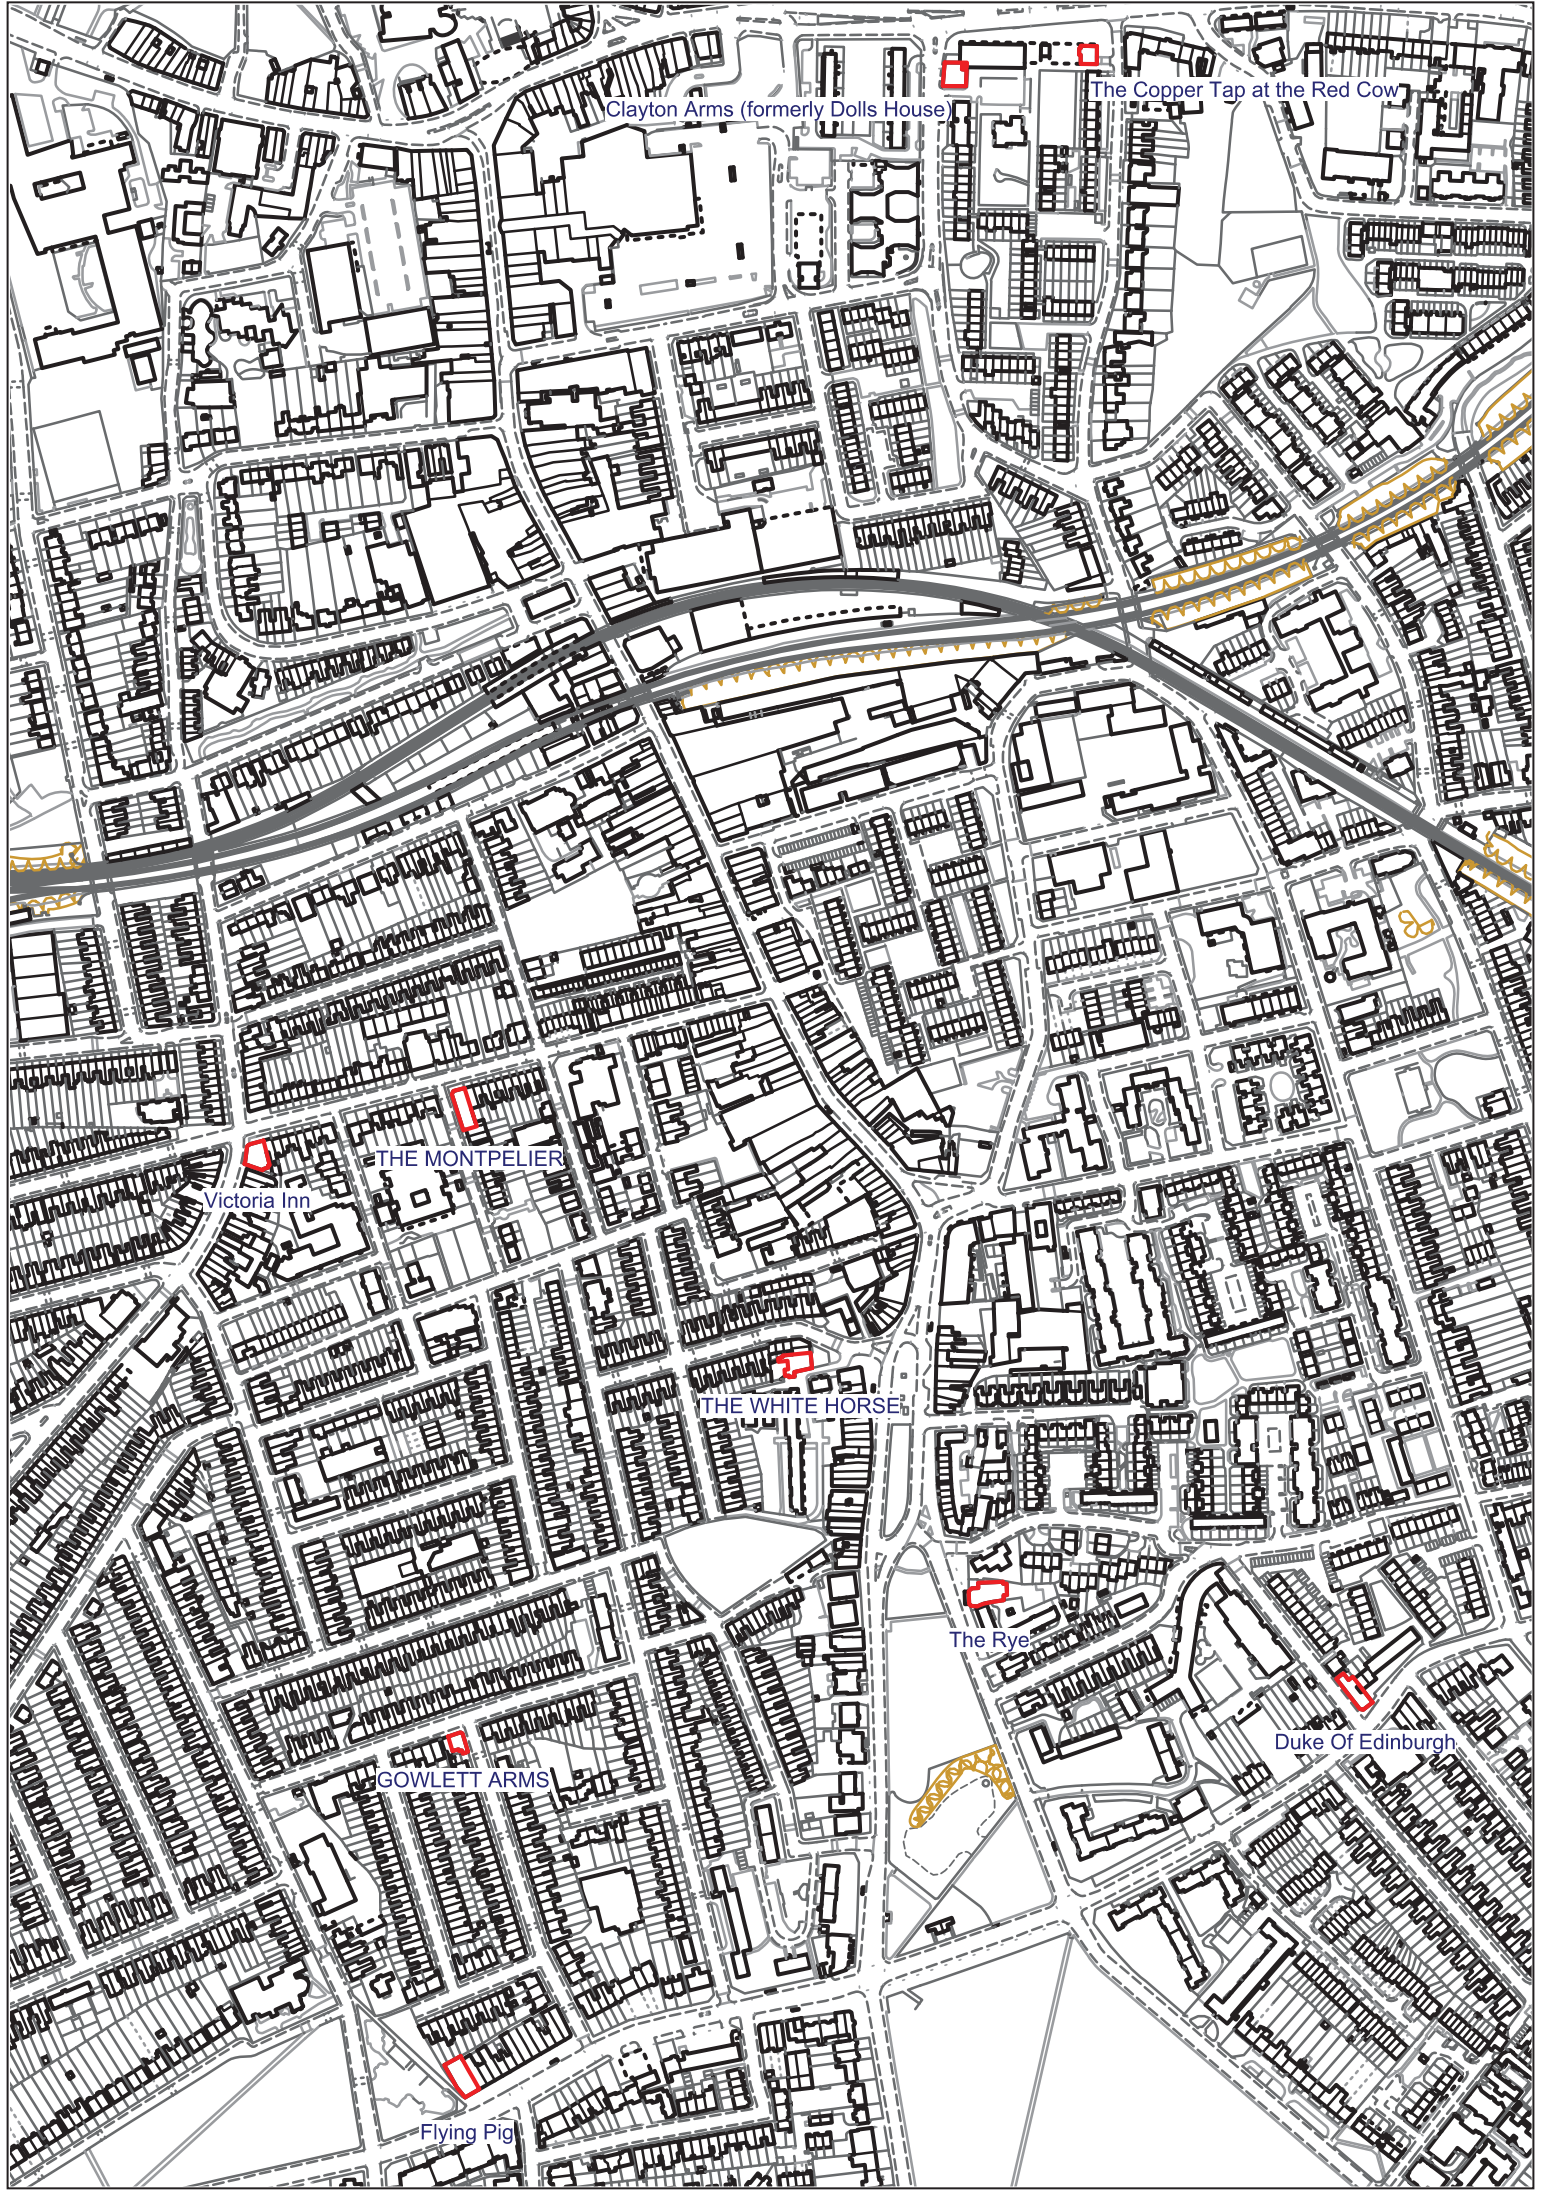 The Copper Tap at the Red Cow
Clayton Arms (formerly Dolls House)
THE MONTPELIER
Victoria Inn
THE WHITE HORSE
The Rye
Duke Of Edinburgh
GOWLETT ARMS
Flying Pig